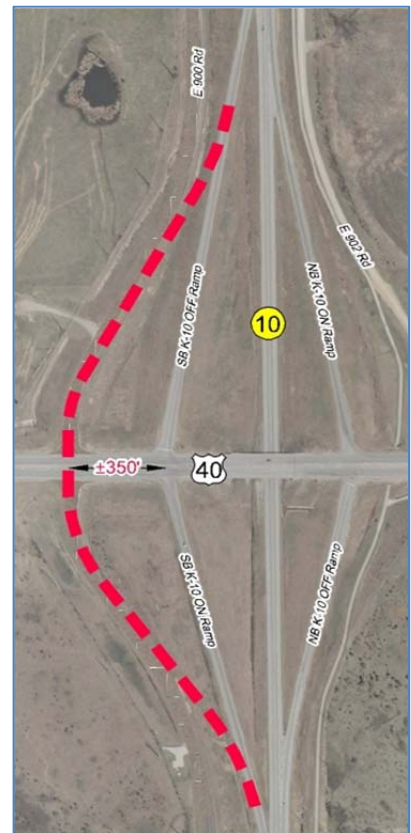 E 900 Rd
E 902 Rd
SB K-10 OFF Ramp
NB K-10 ON Ramp
10
±350'
40
SB K-10 ON Ramp
NB K-10 OFF Ramp